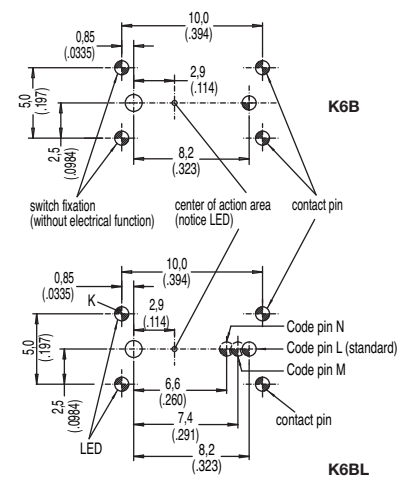 10,0
(.394)
0,85
(.0335)
2,9
(.114)
5,0
(.197)
K6B
2,5
(.0984)
8,2
(.323)
switch fixation
(without electrical function)
center of action area
(notice LED)
contact pin
10,0
(.394)
0,85
(.0335)
2,9
(.114)
K
Code pin N
5,0
(.197)
Code pin L (standard)
Code pin M
2,5
(.0984)
6,6
(.260)
LED
contact pin
7,4
(.291)
8,2
(.323)
K6BL